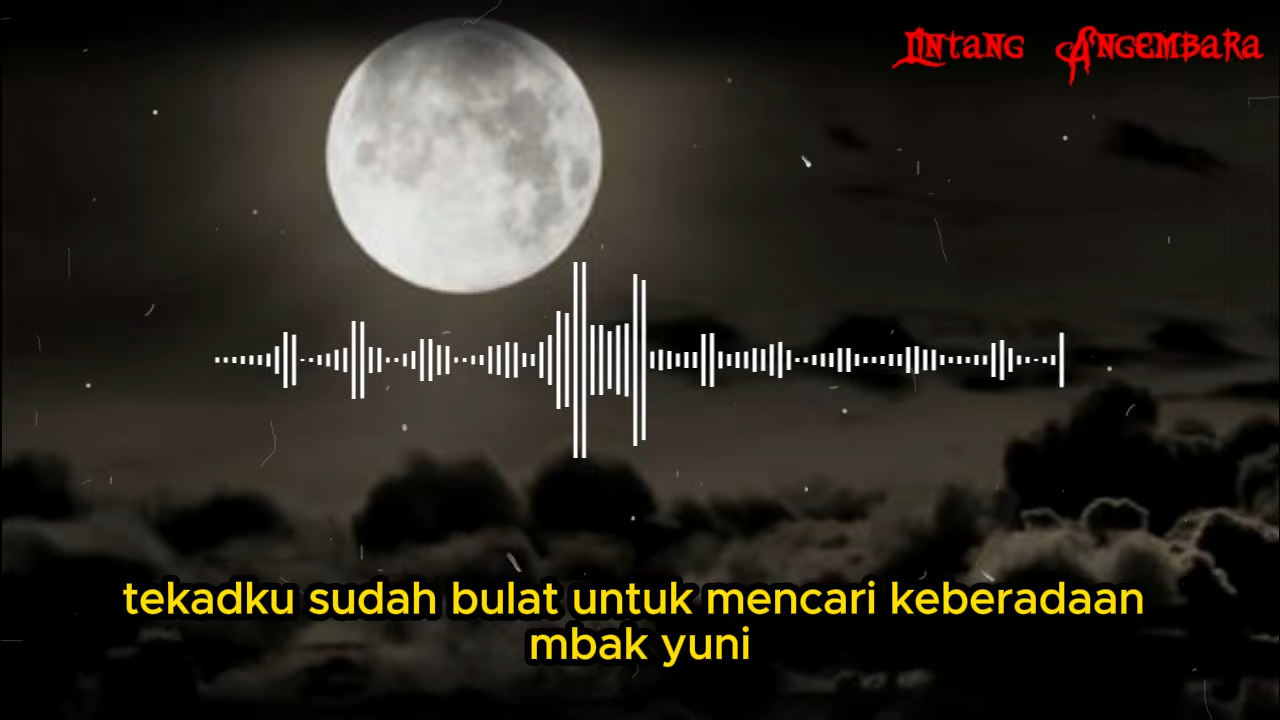 Lintang Angembara
tekadku sudah bulat untuk mencari keberadaan
mbak yuni